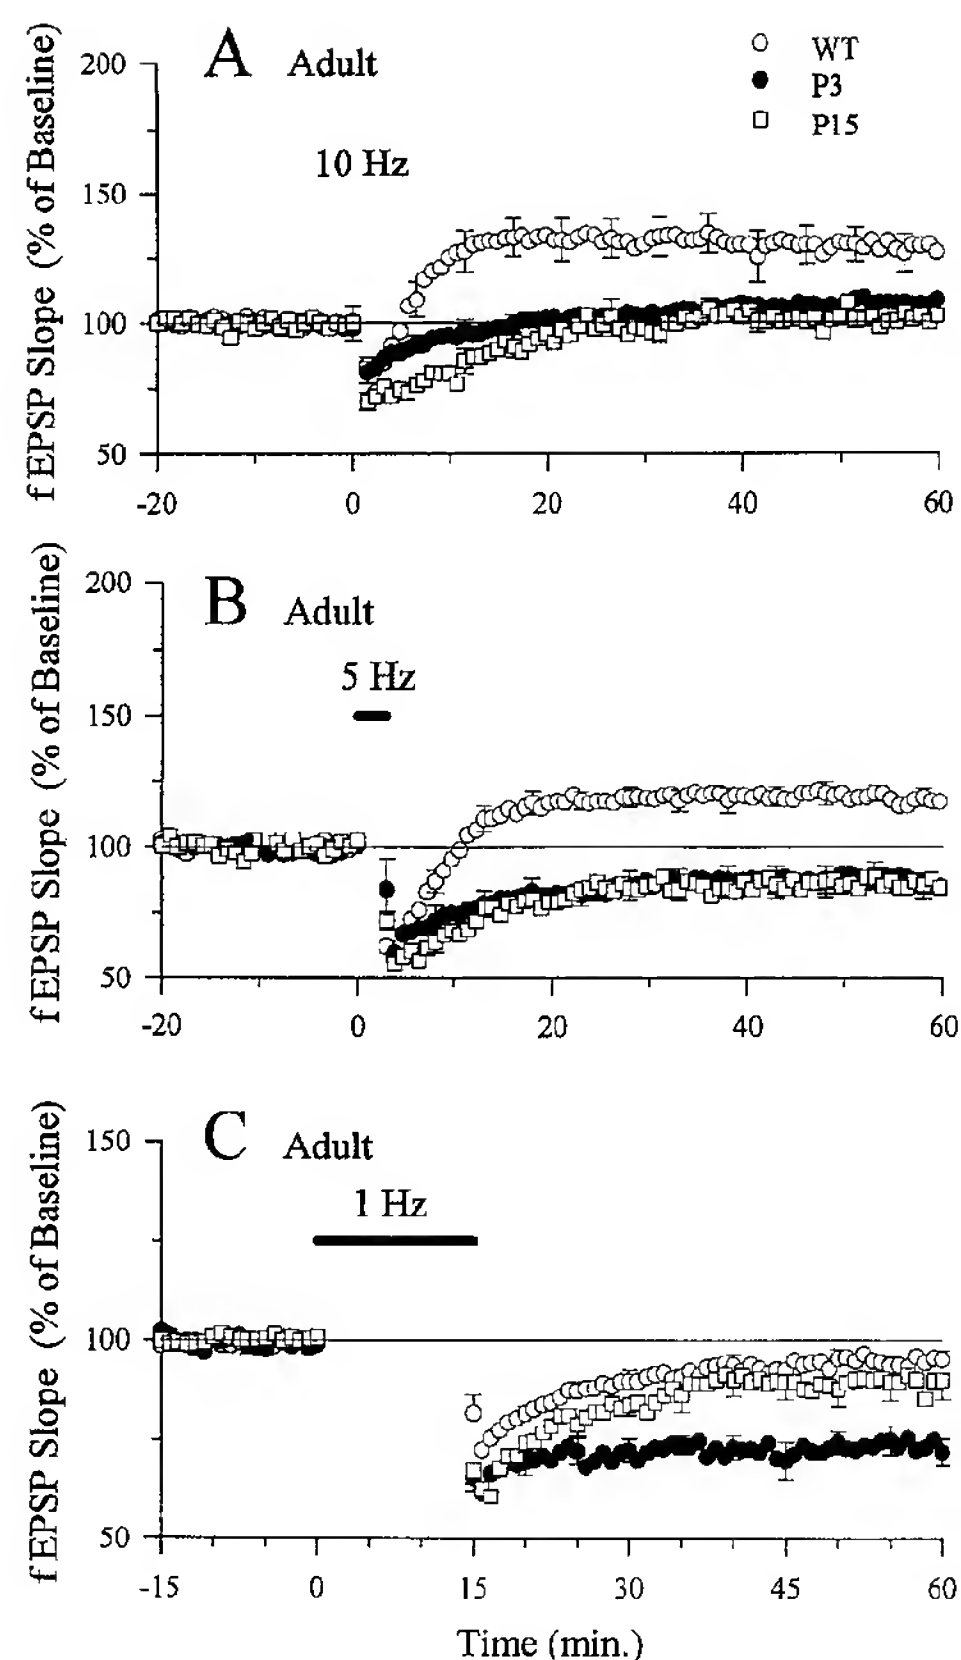 A Adult
WT
P3
P15
10 Hz
fEPSP Slope (% of Baseline)
200
150
100
50
-20 0 20 40 60
B Adult
5 Hz
fEPSP Slope (% of Baseline)
200
150
100
50
-20 0 20 40 60
C Adult
1 Hz
fEPSP Slope (% of Baseline)
150
100
50
-15 0 15 30 45 60
Time (min.)